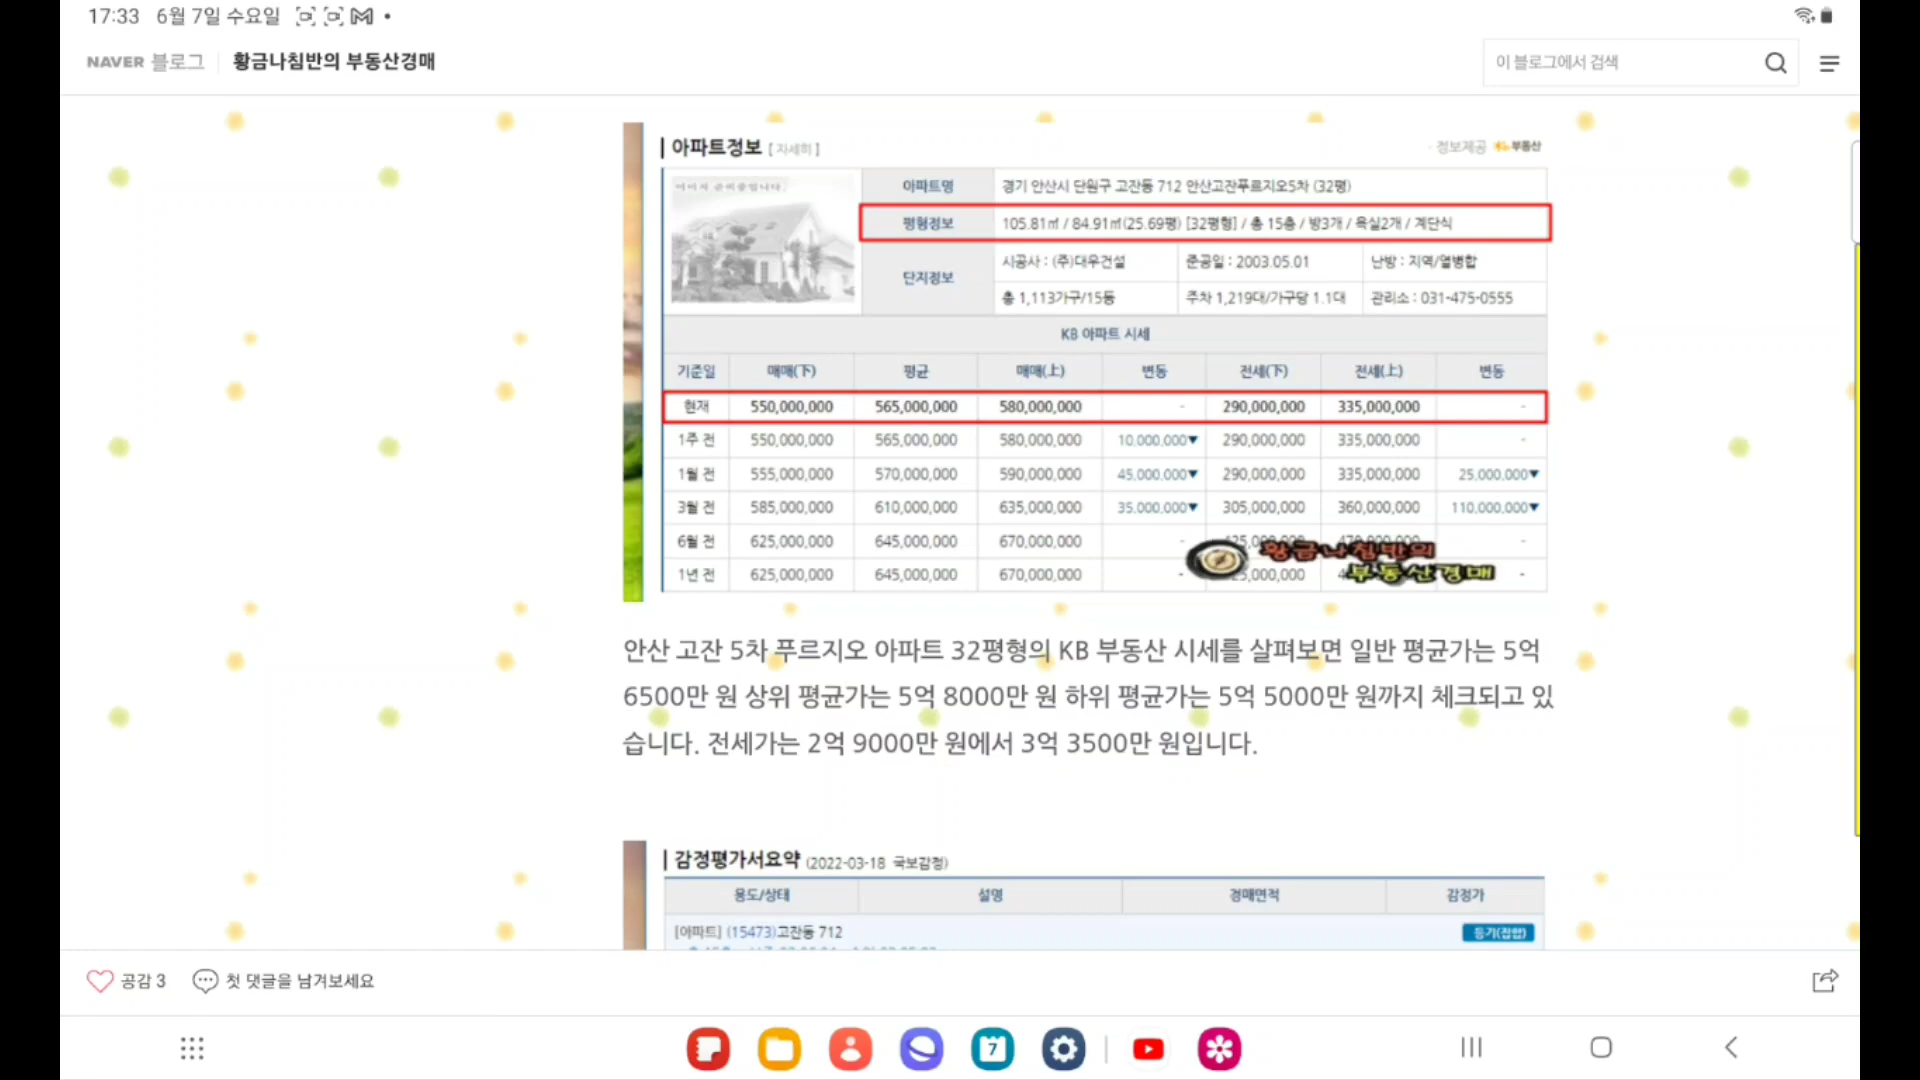 17:33 6월 7일 수요일
NAVER 블로그 황금나침반의 부동산경매
이 블로그에서 검색
아파트정보 [자세히]
정보제공 부동산
이미지 준비중입니다.
아파트명 경기 안산시 단원구 고잔동 712 안산고잔푸르지오5차 (32평)
평형정보 105.81㎡ / 84.91㎡(25.69평) [32평형] / 총 15층 / 방3개 / 욕실2개 / 계단식
단지정보 시공사 : (주)대우건설 준공일 : 2003.05.01 난방 : 지역/열병합
총 1,113가구/15동 주차 1,219대/가구당 1.1대 관리소 : 031-475-0555
KB 아파트 시세
기준일 매매(下) 평균 매매(上) 변동 전세(下) 전세(上) 변동
현재 550,000,000 565,000,000 580,000,000 - 290,000,000 335,000,000 -
1주 전 550,000,000 565,000,000 580,000,000 10,000,000▼ 290,000,000 335,000,000 -
1월 전 555,000,000 570,000,000 590,000,000 45,000,000▼ 290,000,000 335,000,000 25,000,000▼
3월 전 585,000,000 610,000,000 635,000,000 35,000,000▼ 305,000,000 360,000,000 110,000,000▼
6월 전 625,000,000 645,000,000 670,000,000 - -
황금나침반의
1년 전 625,000,000 645,000,000 670,000,000 - -
부동산경매
안산 고잔 5차 푸르지오 아파트 32평형의 KB 부동산 시세를 살펴보면 일반 평균가는 5억
6500만 원 상위 평균가는 5억 8000만 원 하위 평균가는 5억 5000만 원까지 체크되고 있
습니다. 전세가는 2억 9000만 원에서 3억 3500만 원입니다.
감정평가서요약 (2022-03-18 국보감정)
용도/상태 설명 경매면적 감정가
[아파트] (15473)고잔동 712 등기(집합)
공감 3 첫 댓글을 남겨보세요
7